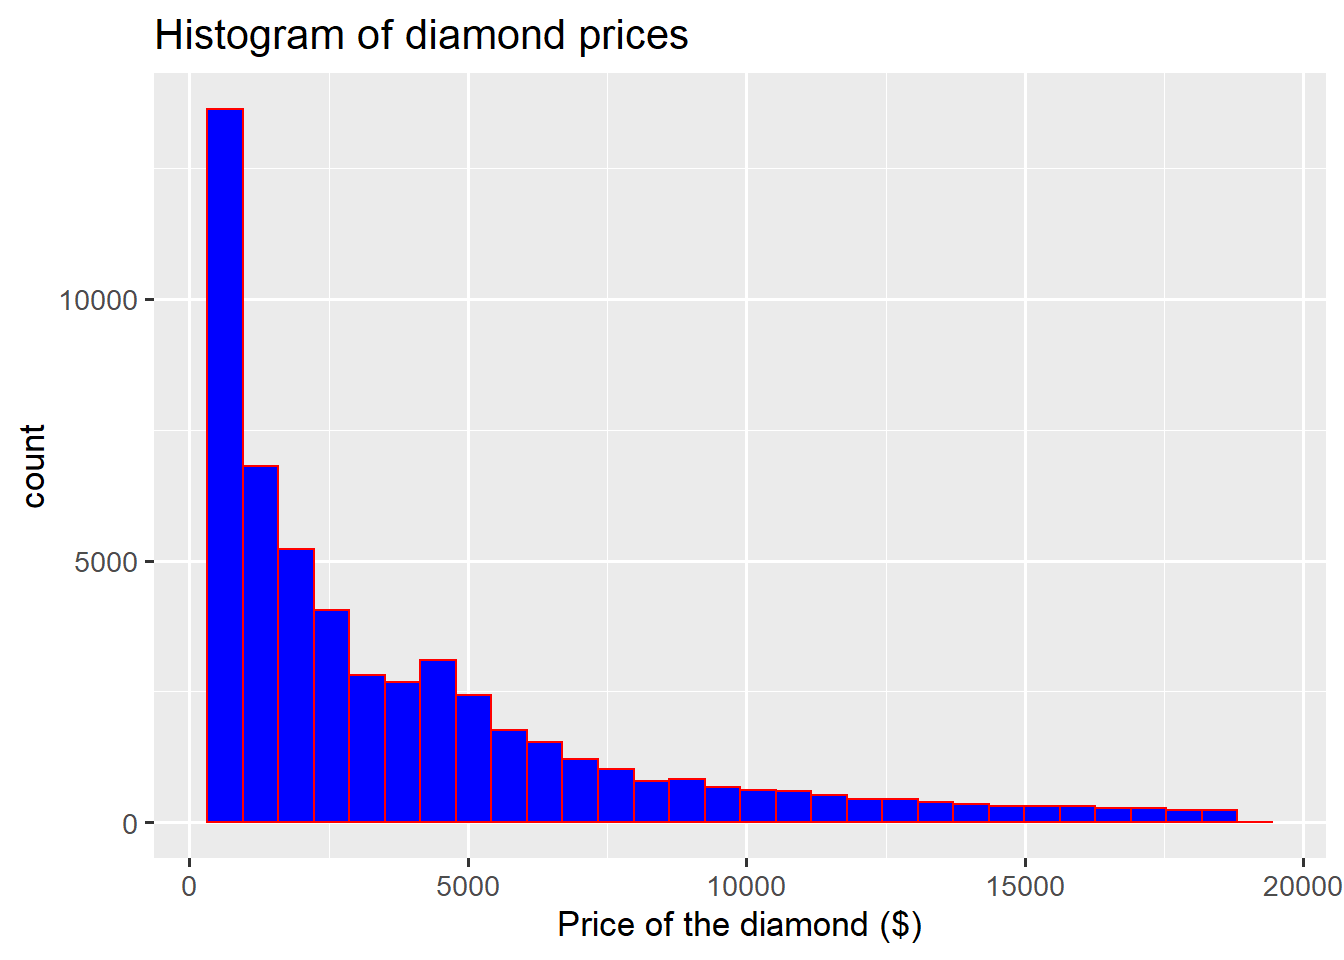 Histogram of diamond prices
10000
5000
0
count
0 5000 10000 15000 20000
Price of the diamond ($)